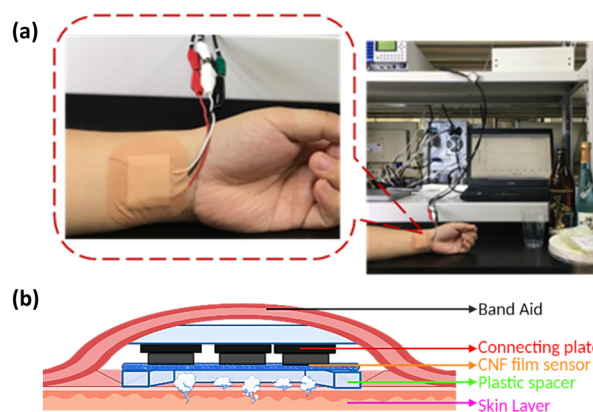 (a)
(b)
Band Aid
Connecting plate
CNF film sensor
Plastic spacer
Skin Layer